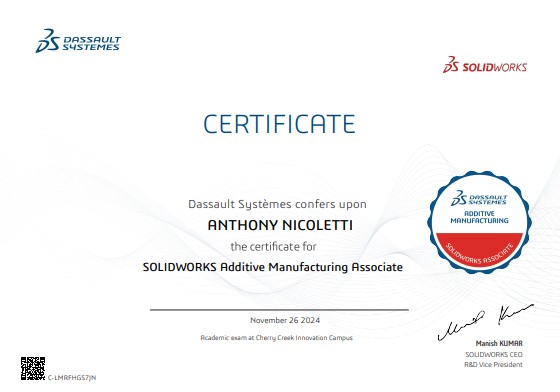 DASSAULT
SYSTEMES
SOLIDWORKS
CERTIFICATE
Dassault Systèmes confers upon
ANTHONY NICOLETTI
the certificate for
SOLIDWORKS Additive Manufacturing Associate
DASSAULT
SYSTEMES
ADDITIVE
MANUFACTURING
SOLIDWORKS ASSOCIATE
November 26 2024
Academic exam at Cherry Creek Innovation Campus
Manish KUMAR
SOLIDWORKS CEO
R&D Vice President
C-LMRFHGS7JN